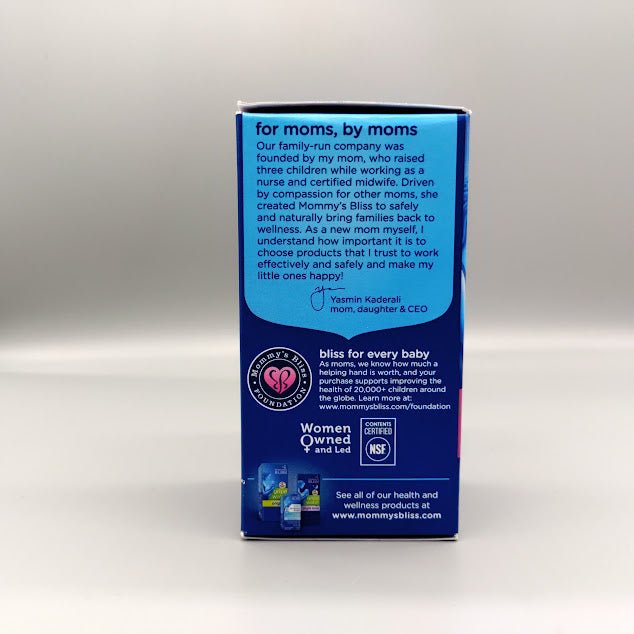 for moms, by moms
Our family-run company was
founded by my mom, who raised
three children while working as a
nurse and certified midwife. Driven
by compassion for other moms, she
created Mommy's Bliss to safely
and naturally bring families back to
wellness. As a new mom myself, I
understand how important it is to
choose products that I trust to work
effectively and safely and make my
little ones happy!
Yasmin Kaderali
mom, daughter & CEO
Mommy's Bliss
FOUNDATION
bliss for every baby
As moms, we know how much a
helping hand is worth, and your
purchase supports improving the
health of 20,000+ children around
the globe. Learn more at:
www.mommysbliss.com/foundation
Women
Owned
and Led
CONTENTS
CERTIFIED
NSF
See all of our health and
wellness products at
www.mommysbliss.com